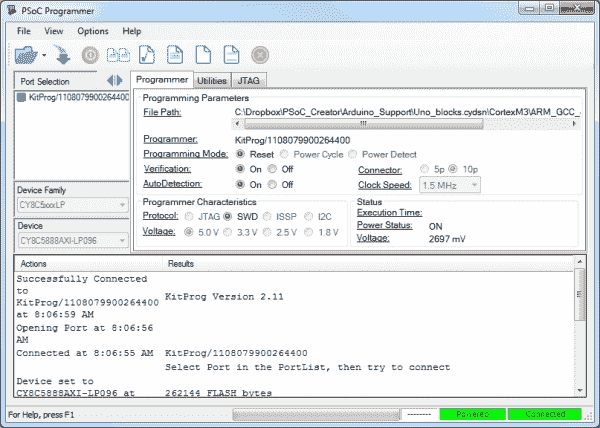 PSoC Programmer
File View Options Help
Port Selection
Programmer Utilities JTAG
KitProg/1108079900264400
Programming Parameters
File Path: C:\Dropbox\PSoC_Creator\Arduino_Support\Uno_blocks.cydsn\CortexM3\ARM_GCC_
Programmer: KitProg/1108079900264400
Programming Mode: Reset Power Cycle Power Detect
Verification: On Off Connector: 5p 10p
AutoDetection: On Off Clock Speed: 1.5 MHz
Device Family
CY8C5xxxLP
Device
CY8C5888AXI-LP096
Programmer Characteristics
Protocol: JTAG SWD ISSP I2C
Voltage: 5.0 V 3.3 V 2.5 V 1.8 V
Status
Execution Time:
Power Status: ON
Voltage: 2697 mV
Actions Results
Successfully Connected
to
KitProg/1108079900264400 KitProg Version 2.11
at 8:06:59 AM
Opening Port at 8:06:56
AM
Connected at 8:06:55 AM KitProg/1108079900264400
Select Port in the PortList, then try to connect
Device set to
CY8C5888AXI-LP096 at 262144 FLASH bytes
For Help, press F1
Powered Connected